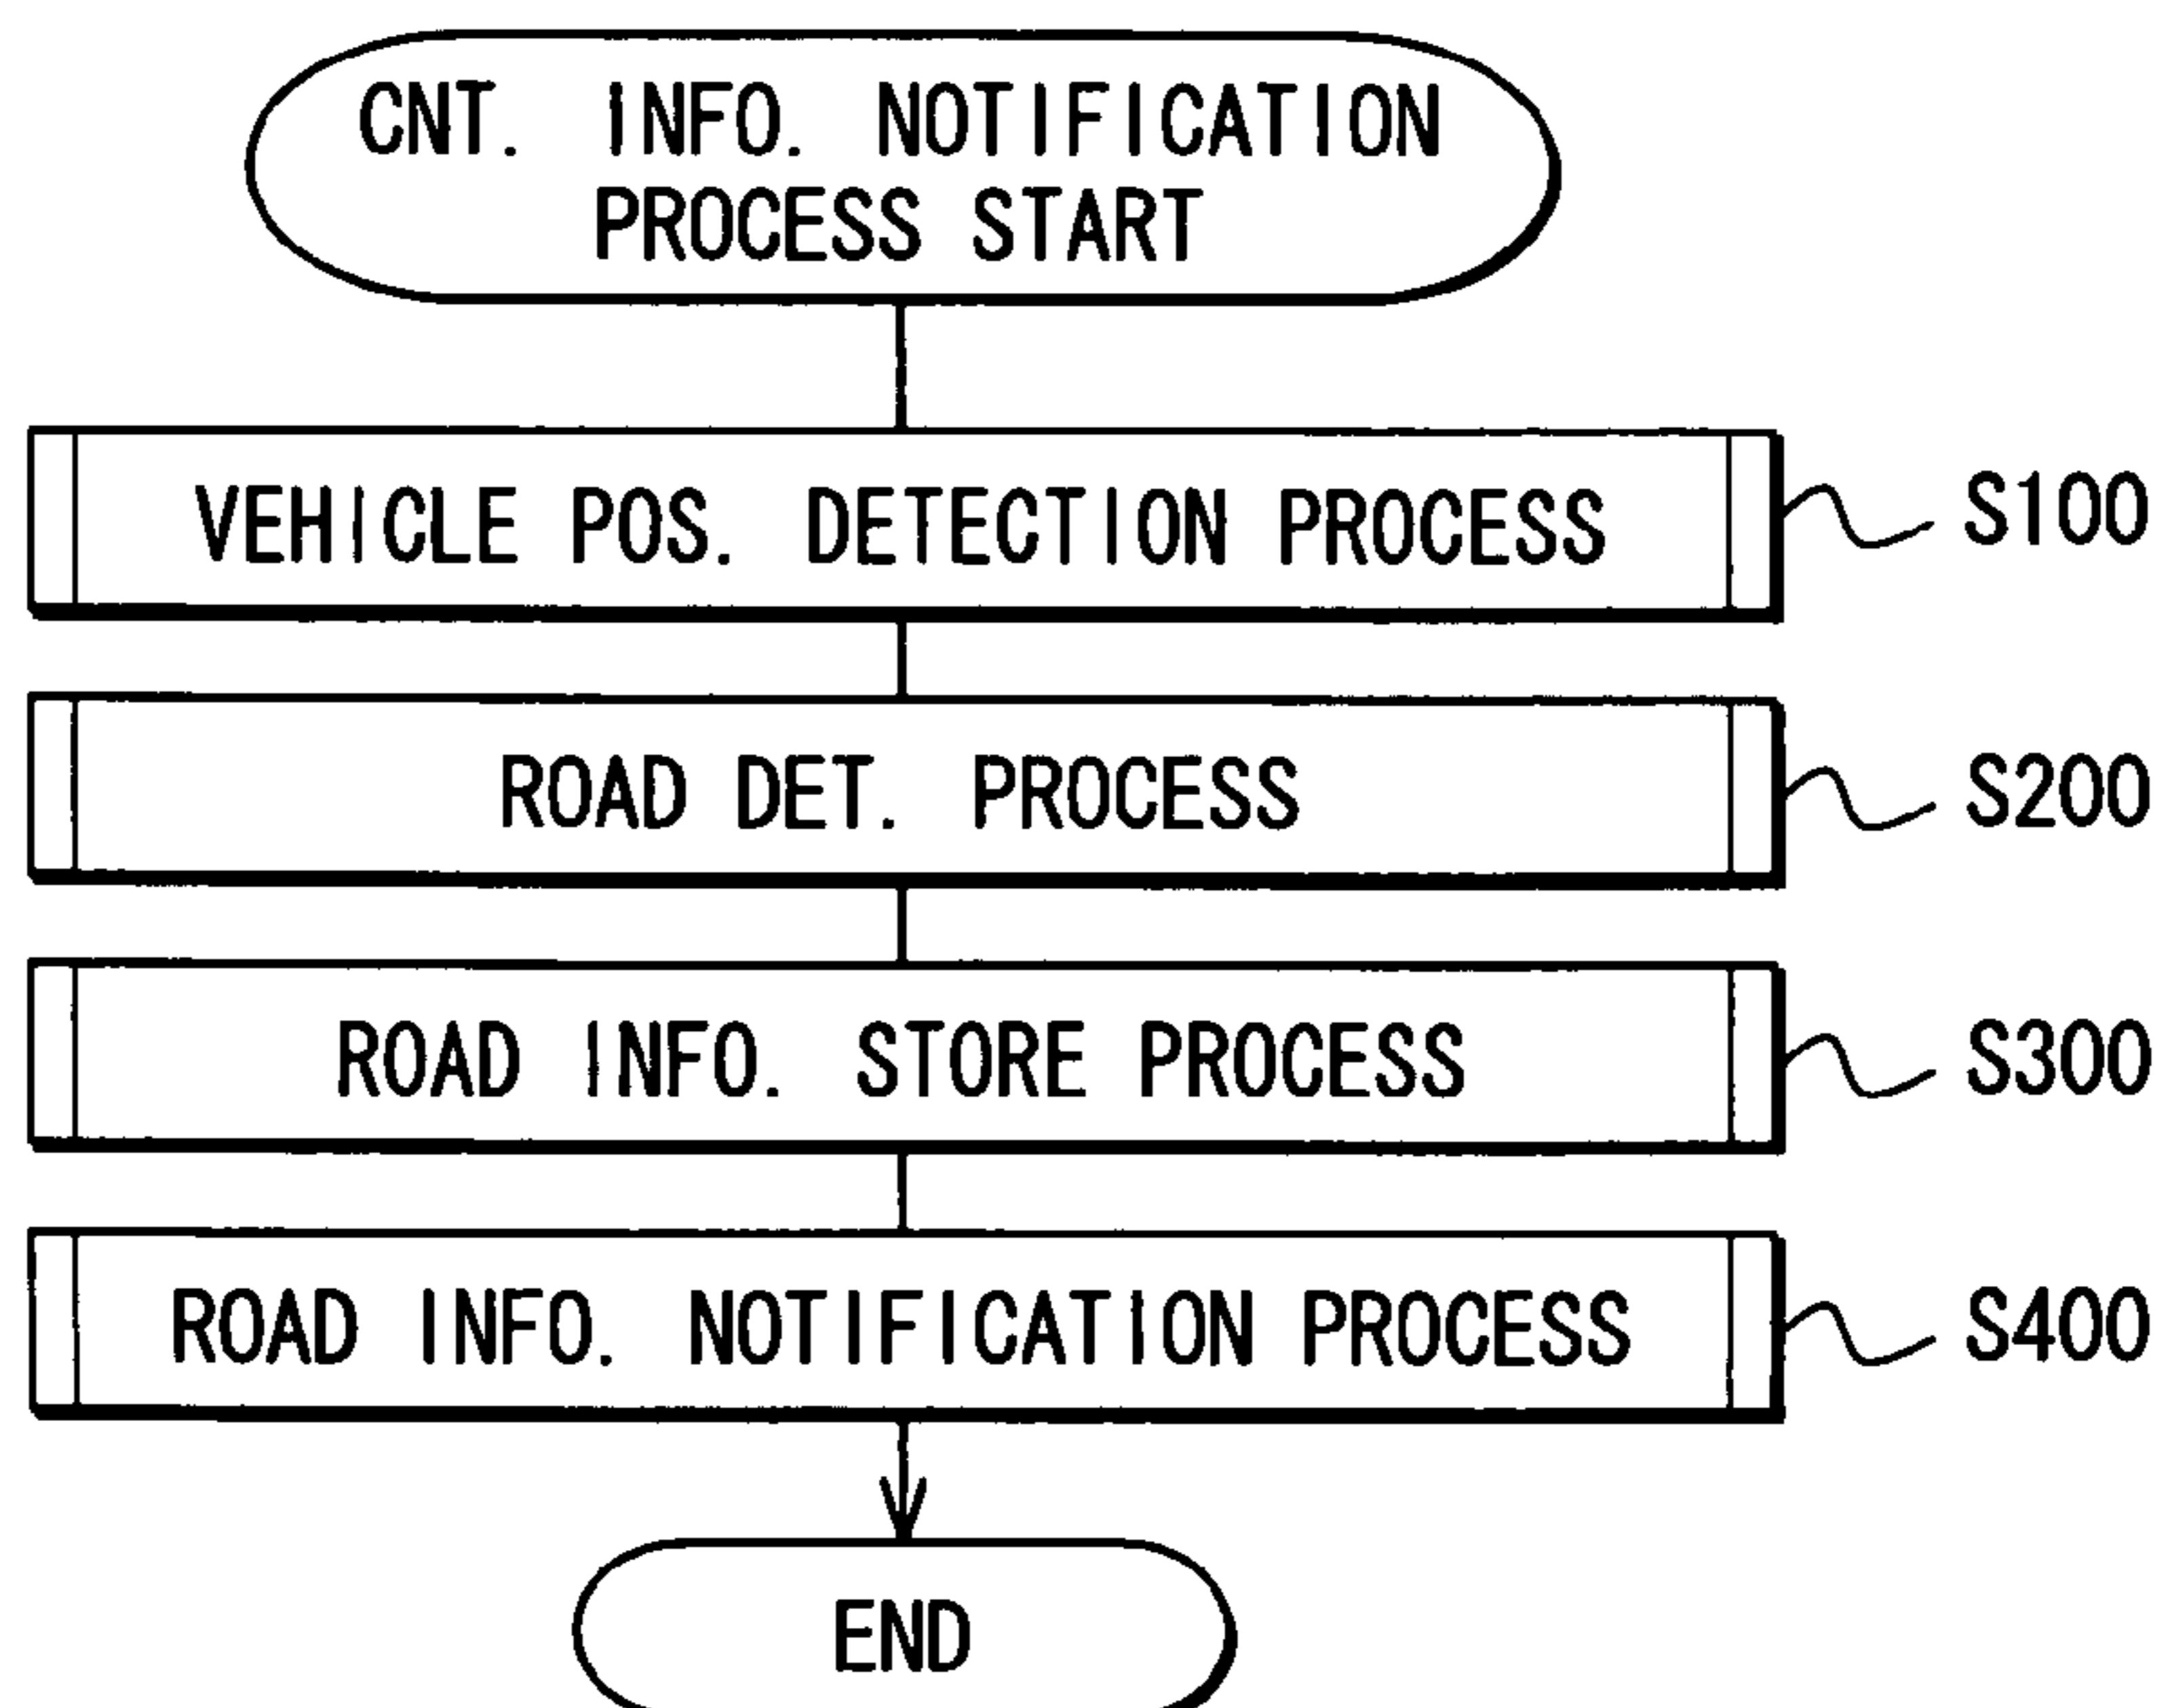 CNT. INFO. NOTIFICATION
PROCESS START
VEHICLE POS. DETECTION PROCESS
S100
ROAD DET. PROCESS
S200
ROAD INFO. STORE PROCESS
S300
ROAD INFO. NOTIFICATION PROCESS
S400
END